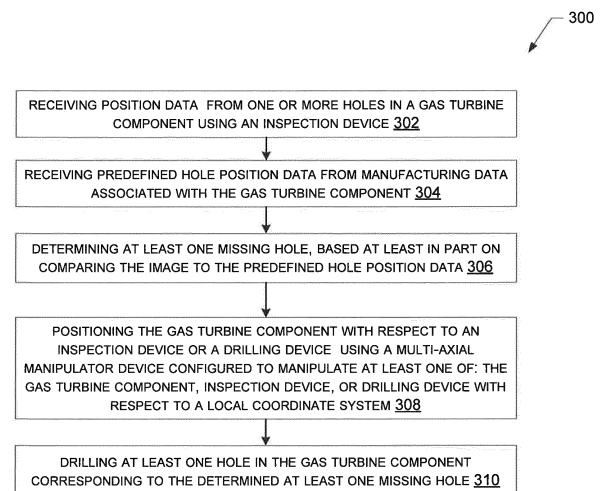 300
RECEIVING POSITION DATA FROM ONE OR MORE HOLES IN A GAS TURBINE
COMPONENT USING AN INSPECTION DEVICE 302
RECEIVING PREDEFINED HOLE POSITION DATA FROM MANUFACTURING DATA
ASSOCIATED WITH THE GAS TURBINE COMPONENT 304
DETERMINING AT LEAST ONE MISSING HOLE, BASED AT LEAST IN PART ON
COMPARING THE IMAGE TO THE PREDEFINED HOLE POSITION DATA 306
POSITIONING THE GAS TURBINE COMPONENT WITH RESPECT TO AN
INSPECTION DEVICE OR A DRILLING DEVICE USING A MULTI-AXIAL
MANIPULATOR DEVICE CONFIGURED TO MANIPULATE AT LEAST ONE OF: THE
GAS TURBINE COMPONENT, INSPECTION DEVICE, OR DRILLING DEVICE WITH
RESPECT TO A LOCAL COORDINATE SYSTEM 308
DRILLING AT LEAST ONE HOLE IN THE GAS TURBINE COMPONENT
CORRESPONDING TO THE DETERMINED AT LEAST ONE MISSING HOLE 310